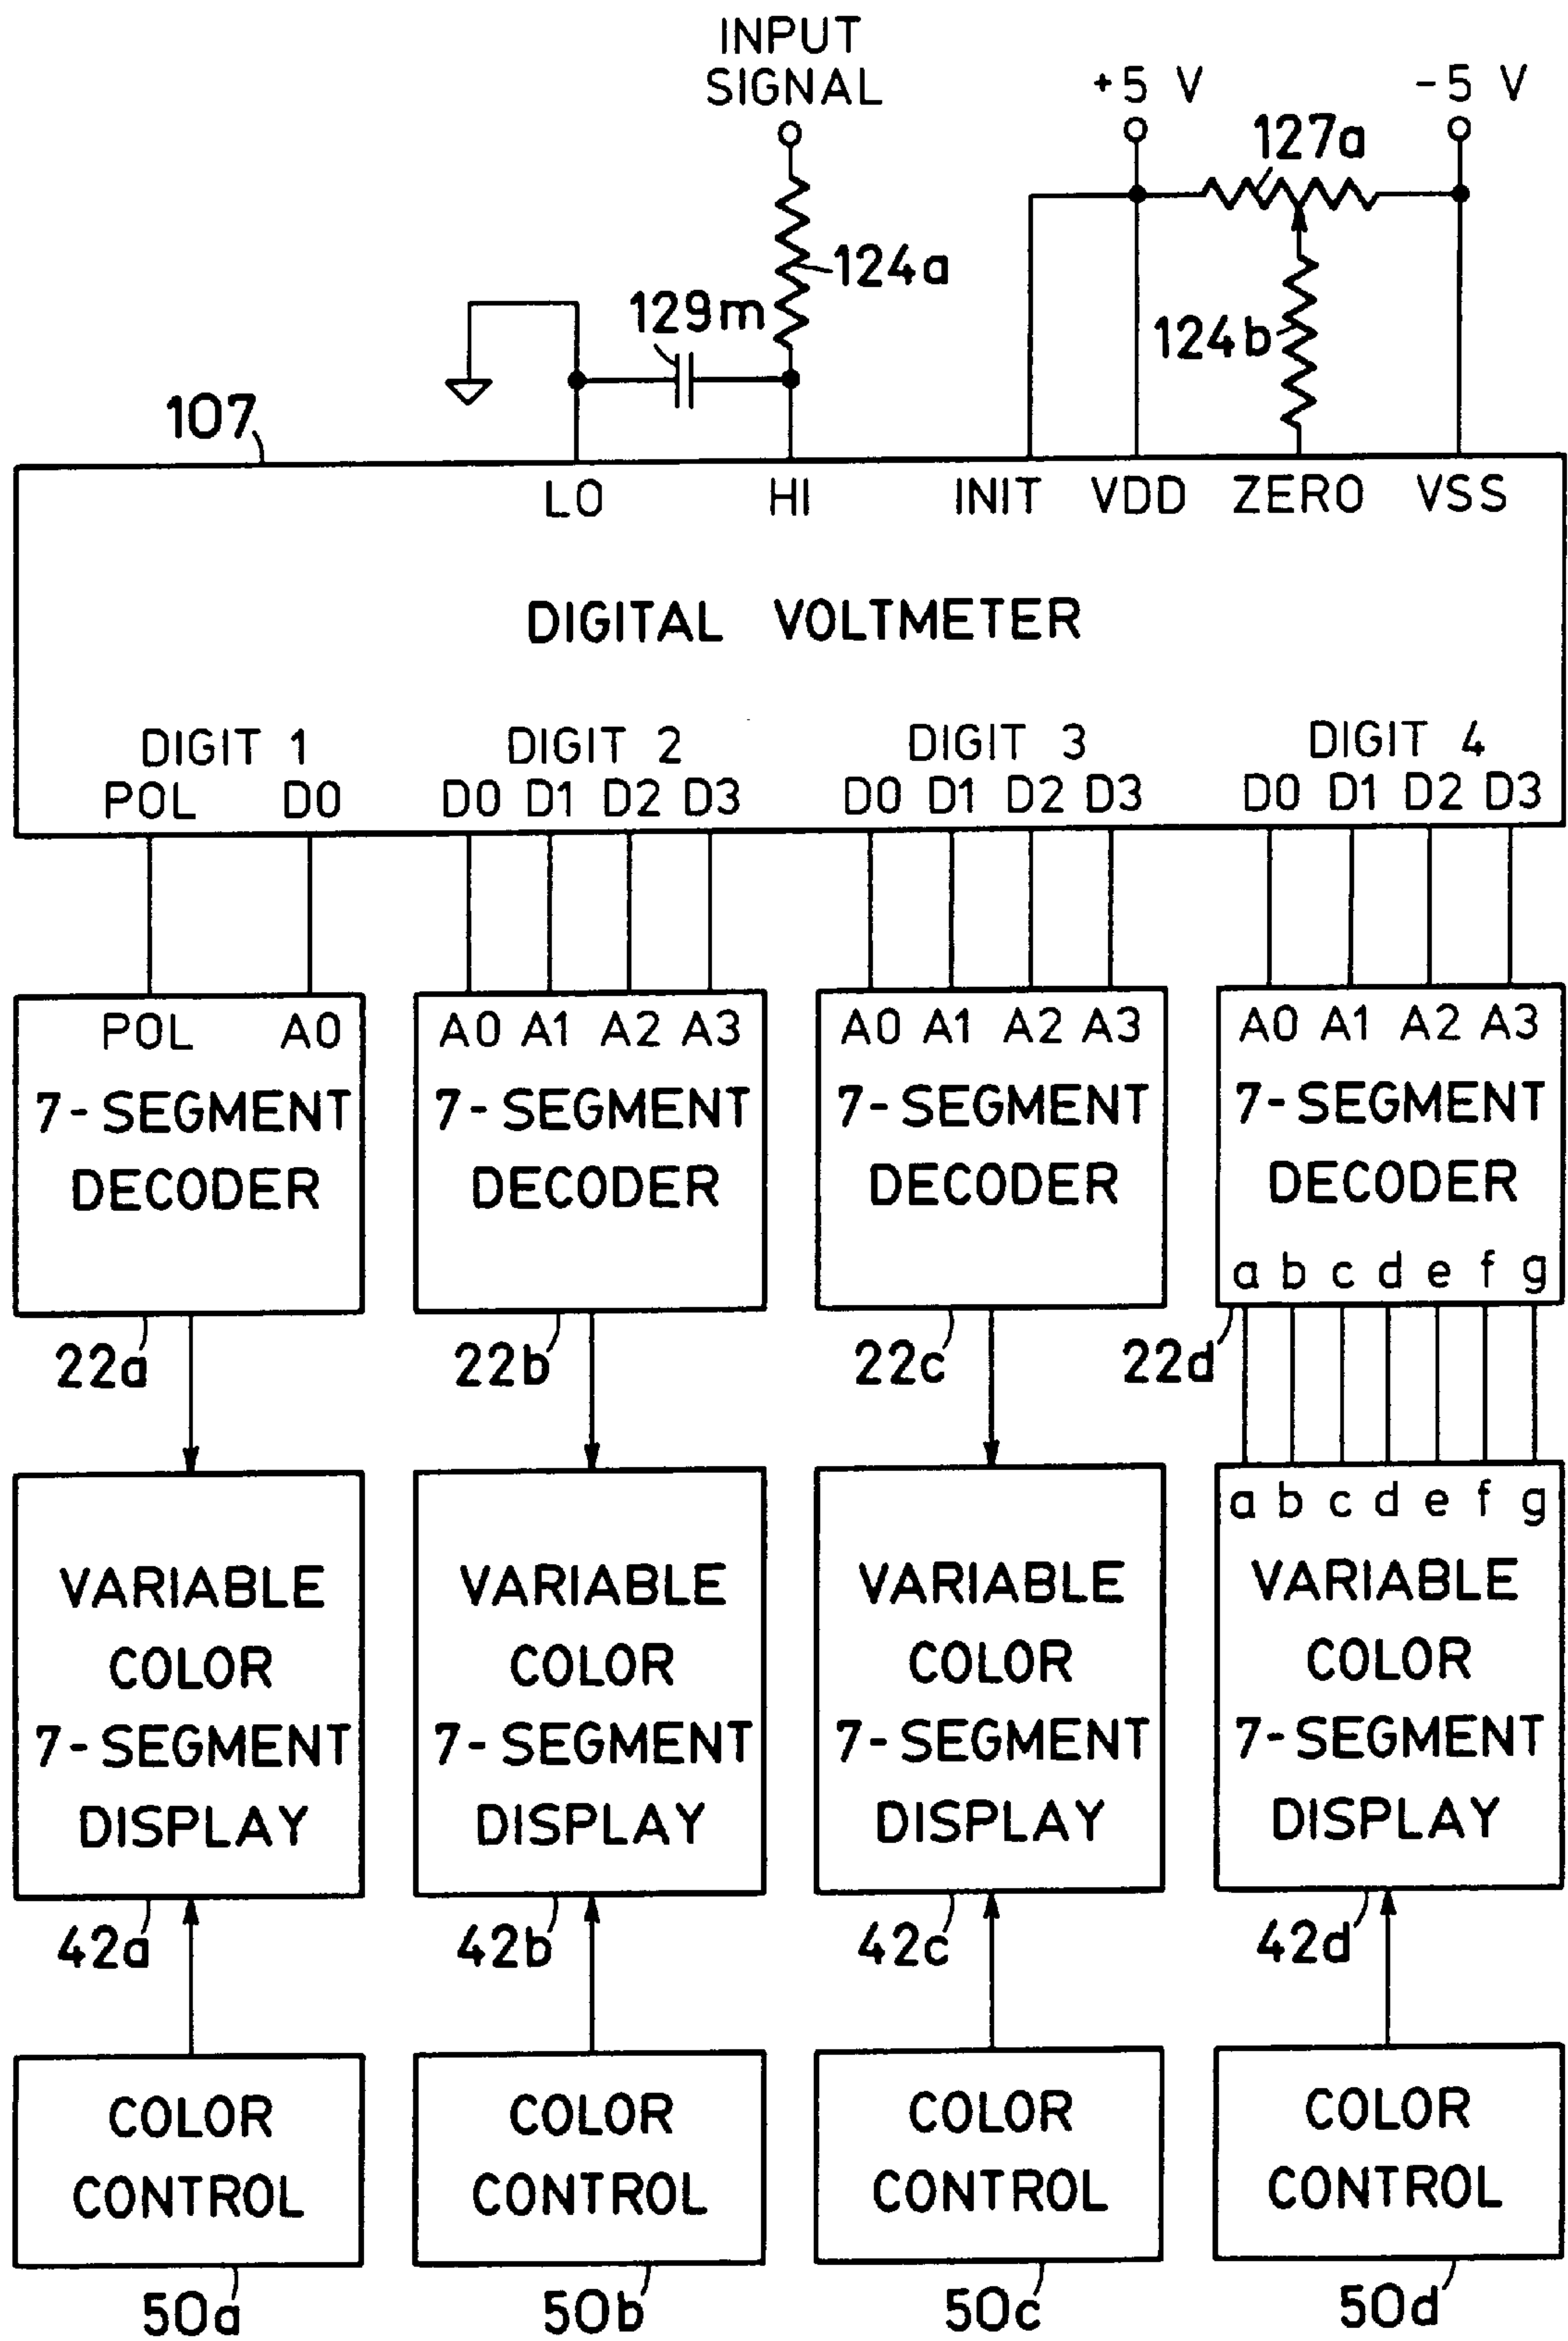 INPUT
SIGNAL
+5 V
-5 V
127a
124a
129m
124b
107
LO HI INIT VDD ZERO VSS
DIGITAL VOLTMETER
DIGIT 1 DIGIT 2 DIGIT 3 DIGIT 4
POL D0 D0 D1 D2 D3 D0 D1 D2 D3 D0 D1 D2 D3
POL A0 A0 A1 A2 A3 A0 A1 A2 A3 A0 A1 A2 A3
7-SEGMENT 7-SEGMENT 7-SEGMENT 7-SEGMENT
DECODER DECODER DECODER DECODER
a b c d e f g
22a 22b 22c 22d
a b c d e f g
VARIABLE VARIABLE VARIABLE VARIABLE
COLOR COLOR COLOR COLOR
7-SEGMENT 7-SEGMENT 7-SEGMENT 7-SEGMENT
DISPLAY DISPLAY DISPLAY DISPLAY
42a 42b 42c 42d
COLOR COLOR COLOR COLOR
CONTROL CONTROL CONTROL CONTROL
50a 50b 50c 50d